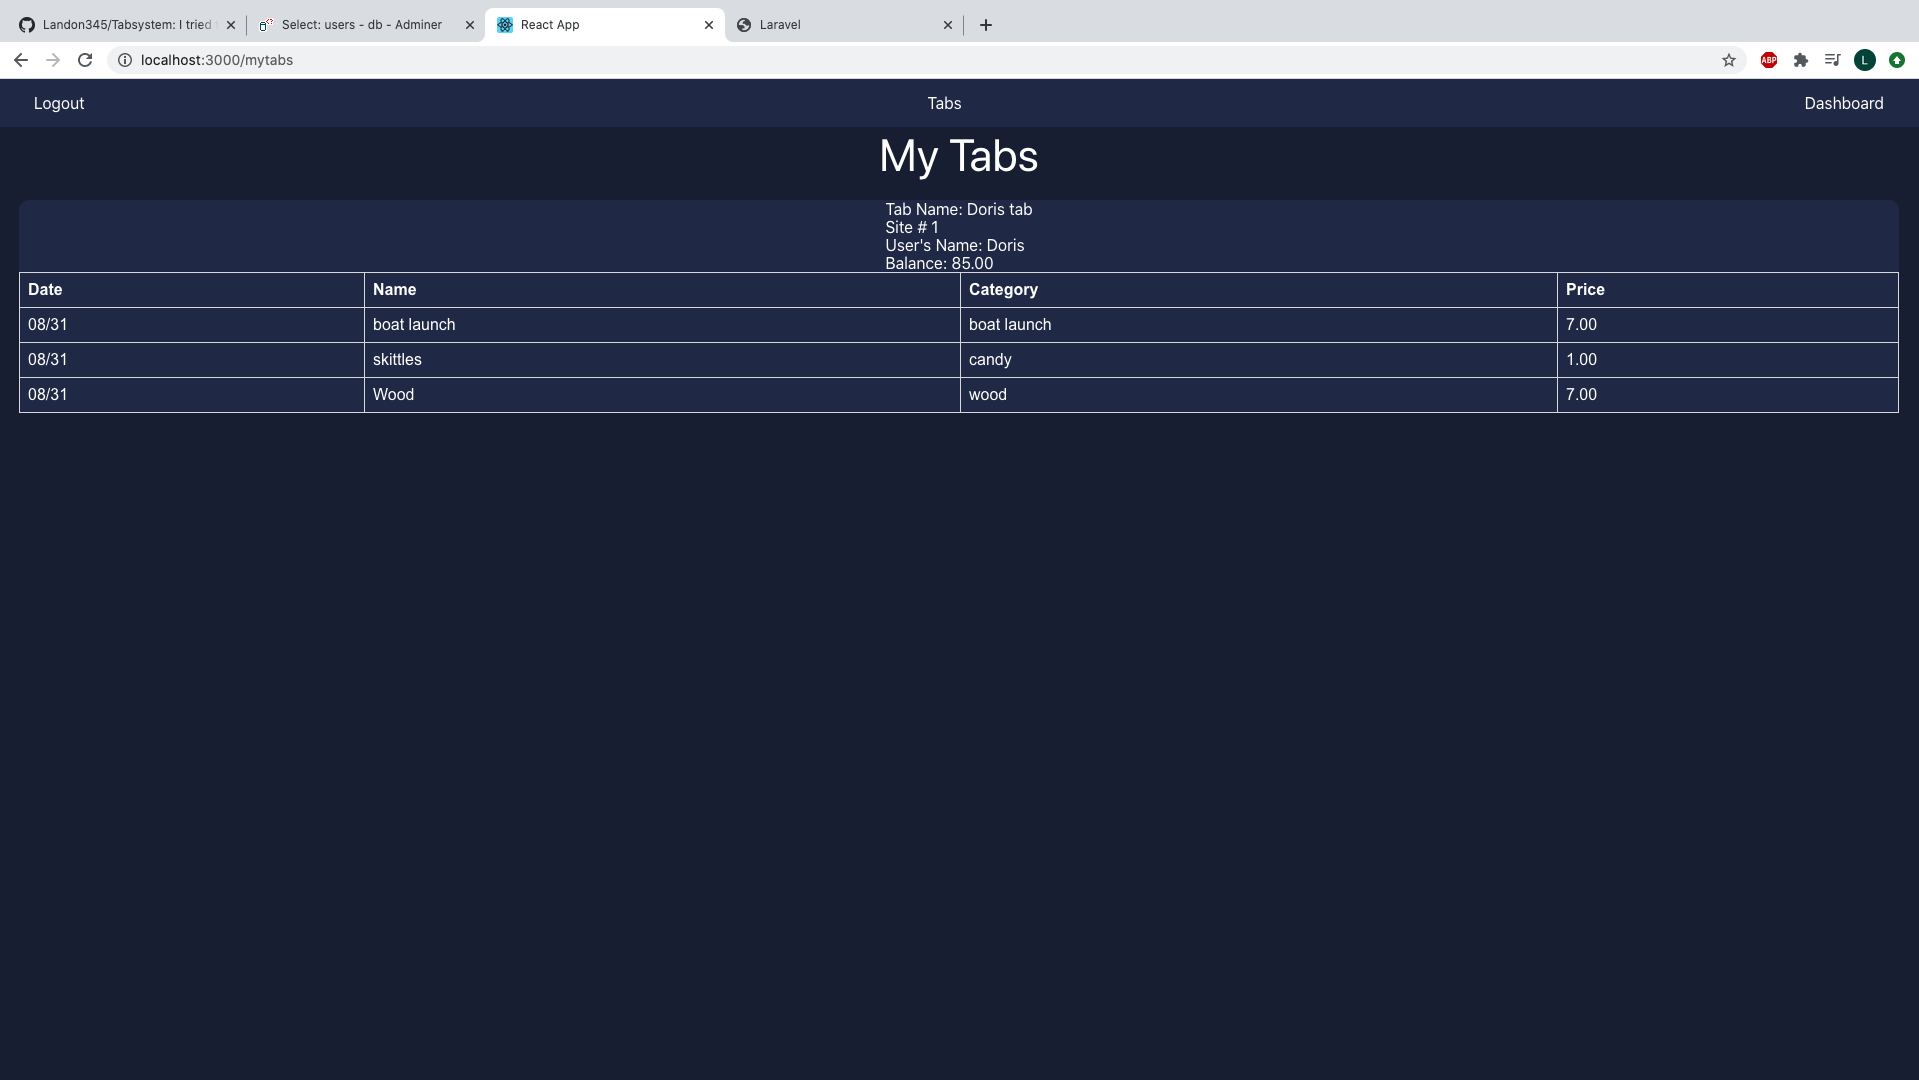 Landon345/Tabsystem: I tried
Select: users - db - Adminer
React App
Laravel
localhost:3000/mytabs
ABP
L
Logout
Tabs
Dashboard
My Tabs
Tab Name: Doris tab
Site # 1
User's Name: Doris
Balance: 85.00
Date Name Category Price
08/31 boat launch boat launch 7.00
08/31 skittles candy 1.00
08/31 Wood wood 7.00